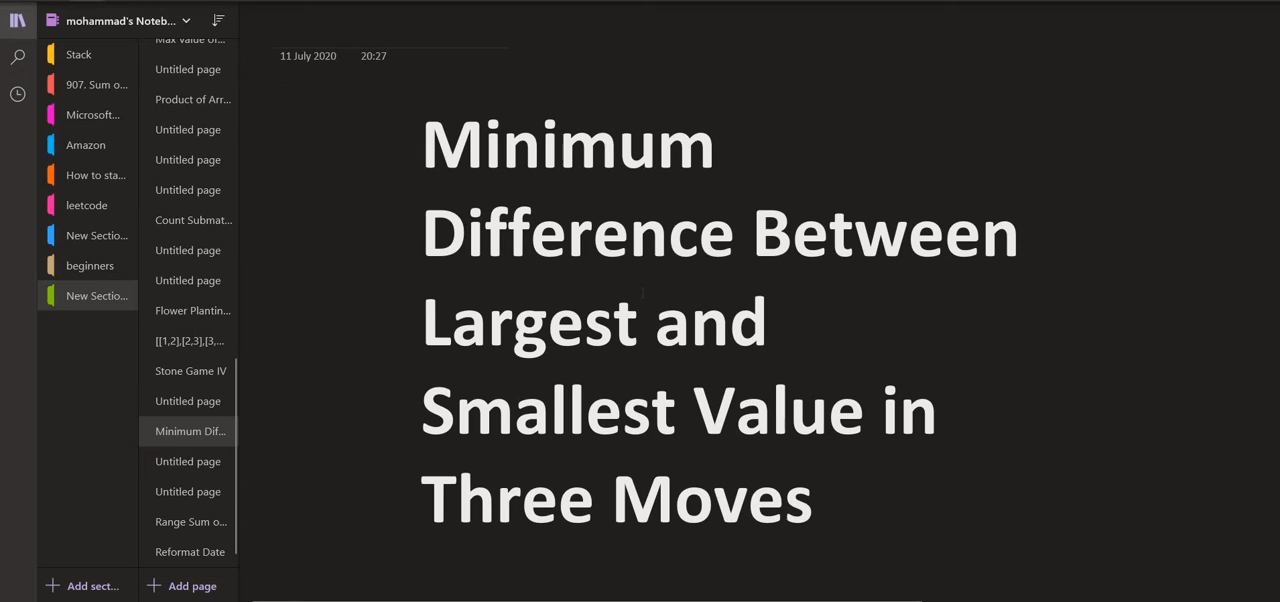 mohammad's Noteb...
Stack
907. Sum o...
Microsoft...
Amazon
How to sta...
leetcode
New Sectio...
beginners
New Sectio...
Add sect...
Max Value of...
Untitled page
Product of Arr...
Untitled page
Untitled page
Untitled page
Count Submat...
Untitled page
Untitled page
Flower Plantin...
[[1,2],[2,3],[3,...
Stone Game IV
Untitled page
Minimum Dif...
Untitled page
Untitled page
Range Sum o...
Reformat Date
Add page
11 July 2020 20:27
Minimum
Difference Between
Largest and
Smallest Value in
Three Moves